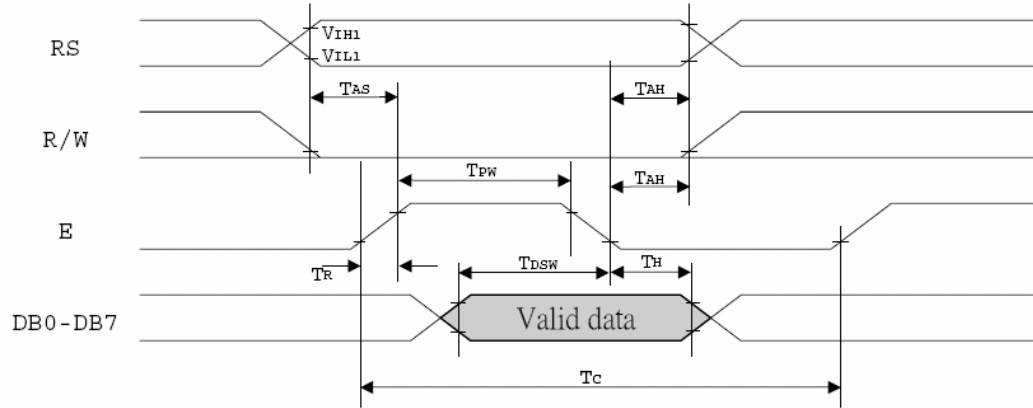 RS
VIH1
VIL1
TAS
TAH
R/W
TPW
TAH
E
TR
TDSW
TH
DB0-DB7
Valid data
TC